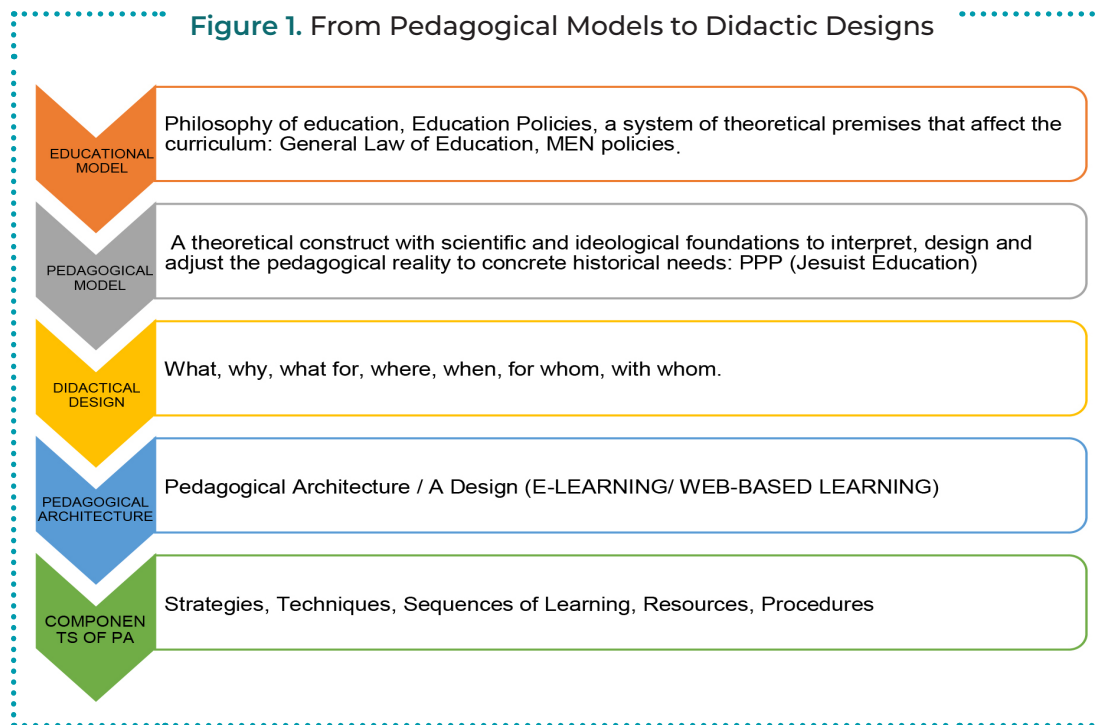 Figure 1. From Pedagogical Models to Didactic Designs
EDUCATIONAL
MODEL
Philosophy of education, Education Policies, a system of theoretical premises that affect the
curriculum: General Law of Education, MEN policies.
PEDAGOGICAL
MODEL
A theoretical construct with scientific and ideological foundations to interpret, design and
adjust the pedagogical reality to concrete historical needs: PPP (Jesuist Education)
DIDACTICAL
DESIGN
What, why, what for, where, when, for whom, with whom.
PEDAGOGICAL
ARCHITECTURE
Pedagogical Architecture / A Design (E-LEARNING/ WEB-BASED LEARNING)
COMPONEN
TS OF PA
Strategies, Techniques, Sequences of Learning, Resources, Procedures